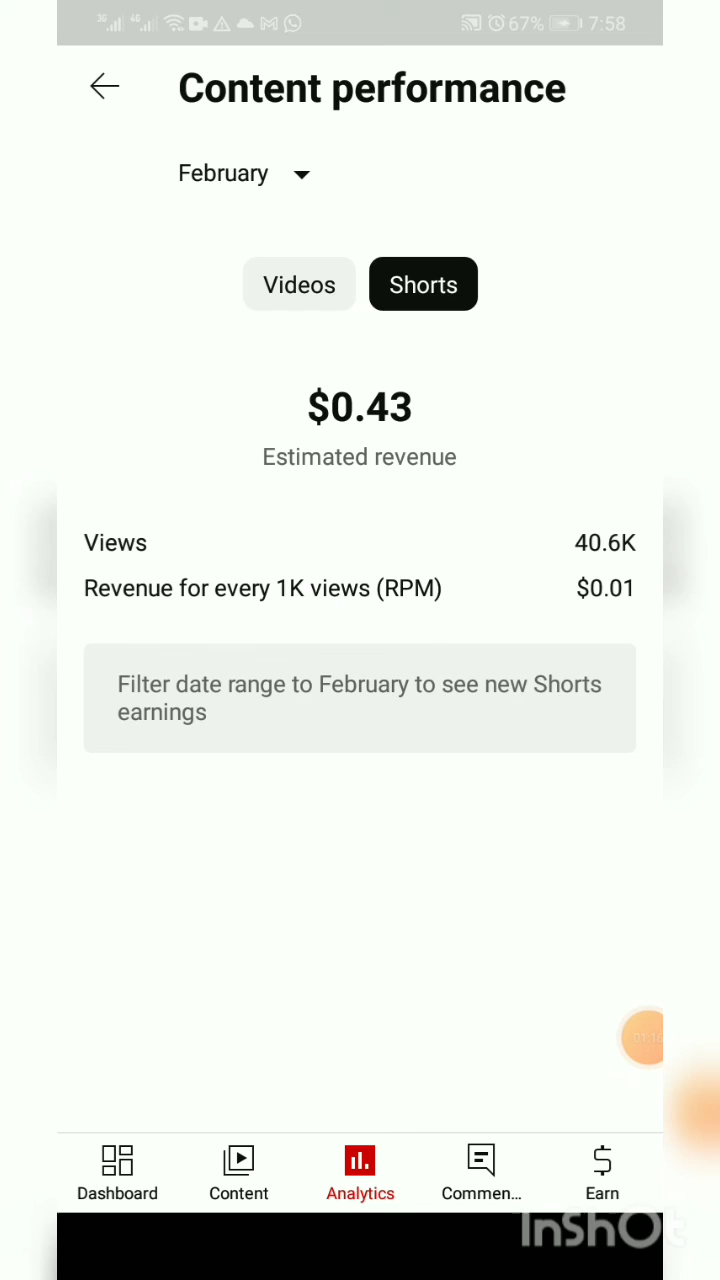 3G 4G 67% 7:58
Content performance
February
Videos Shorts
$0.43
Estimated revenue
Views 40.6K
Revenue for every 1K views (RPM) $0.01
Filter date range to February to see new Shorts
earnings
Dashboard Content Analytics Commen... Earn
InShOt